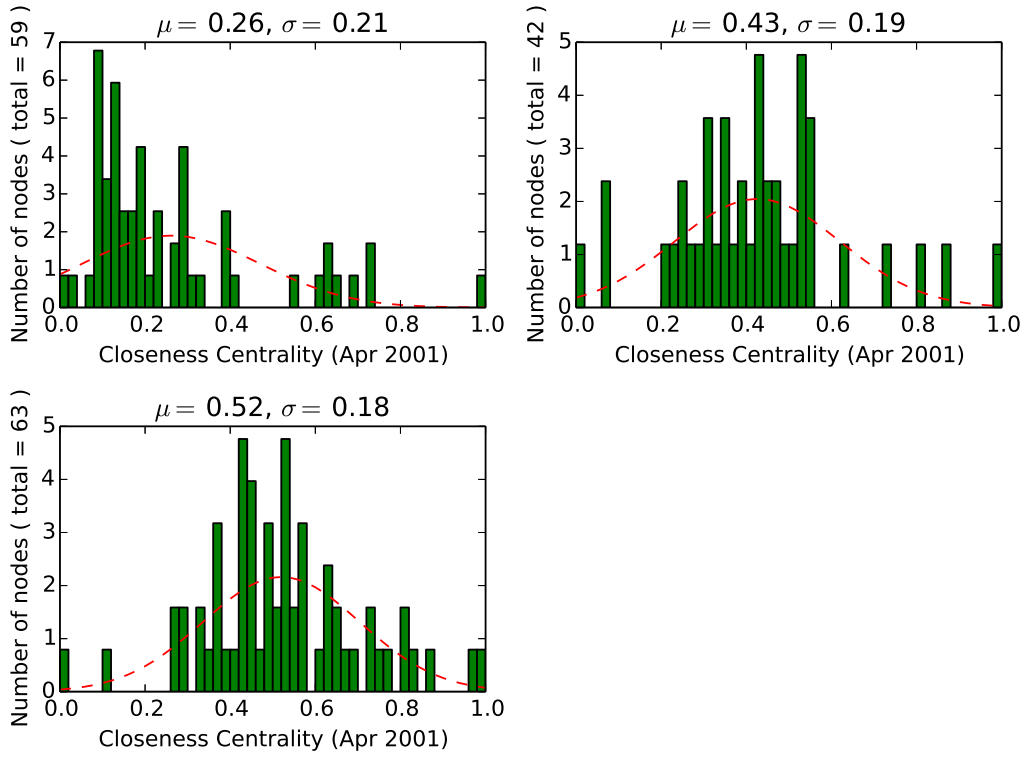 μ = 0.26, σ = 0.21
Number of nodes ( total = 59 )
7
6
5
4
3
2
1
0
0.0 0.2 0.4 0.6 0.8 1.0
Closeness Centrality (Apr 2001)
μ = 0.43, σ = 0.19
Number of nodes ( total = 42 )
5
4
3
2
1
0
0.0 0.2 0.4 0.6 0.8 1.0
Closeness Centrality (Apr 2001)
μ = 0.52, σ = 0.18
Number of nodes ( total = 63 )
5
4
3
2
1
0
0.0 0.2 0.4 0.6 0.8 1.0
Closeness Centrality (Apr 2001)